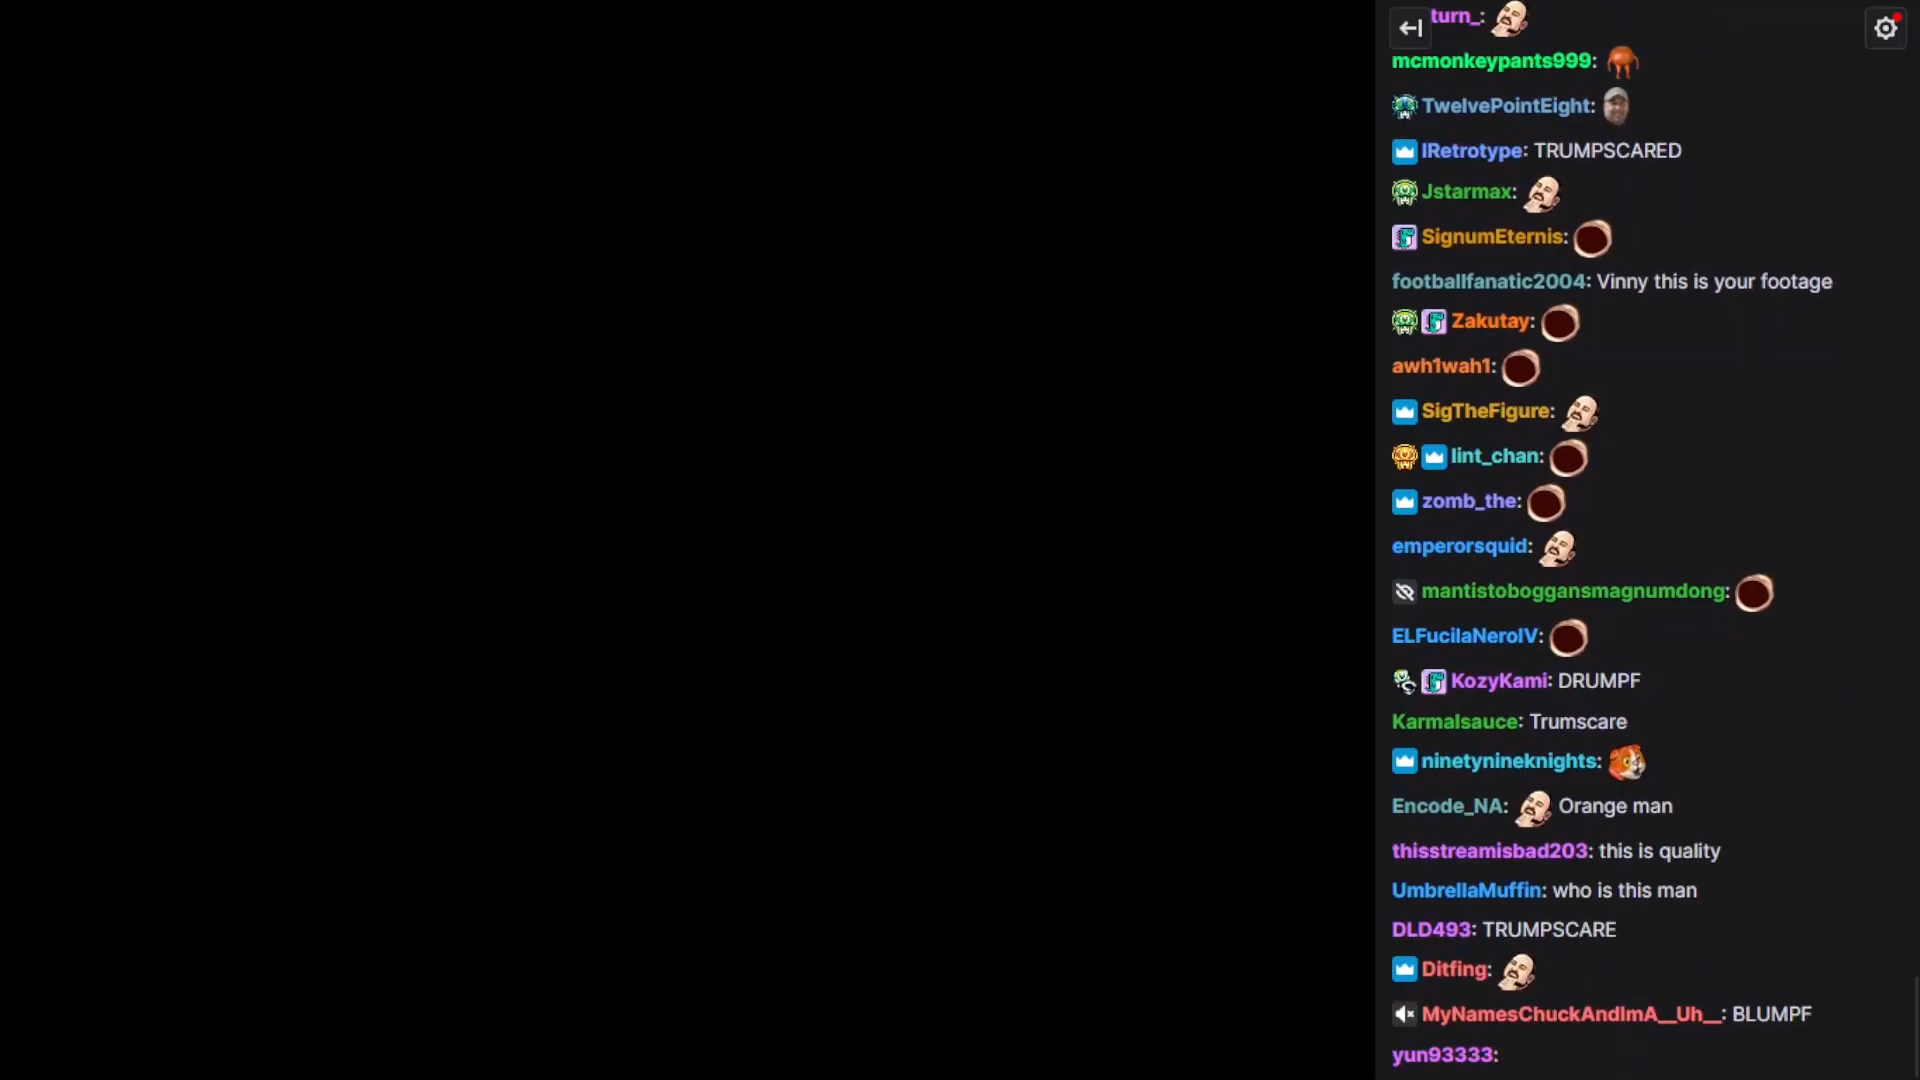 turn_:
mcmonkeypants999:
TwelvePointEight:
IRetrotype: TRUMPSCARED
Jstarmax:
SignumEternis:
footballfanatic2004: Vinny this is your footage
Zakutay:
awh1wah1:
SigTheFigure:
lint_chan:
zomb_the:
emperorsquid:
mantistoboggansmagnumdong:
ELFucilaNeroIV:
KozyKami: DRUMPF
Karmalsauce: Trumscare
ninetynineknights:
Encode_NA: Orange man
thisstreamisbad203: this is quality
UmbrellaMuffin: who is this man
DLD493: TRUMPSCARE
Ditfing:
MyNamesChuckAndImA__Uh__: BLUMPF
yun93333: